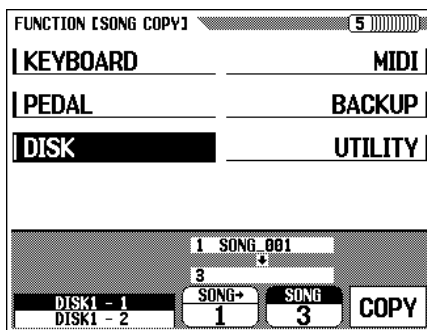 FUNCTION [SONG COPY] 5
KEYBOARD MIDI
PEDAL BACKUP
DISK UTILITY
1 SONG_001
3
DISK1 - 1
DISK1 - 2
SONG→ 1
SONG 3
COPY